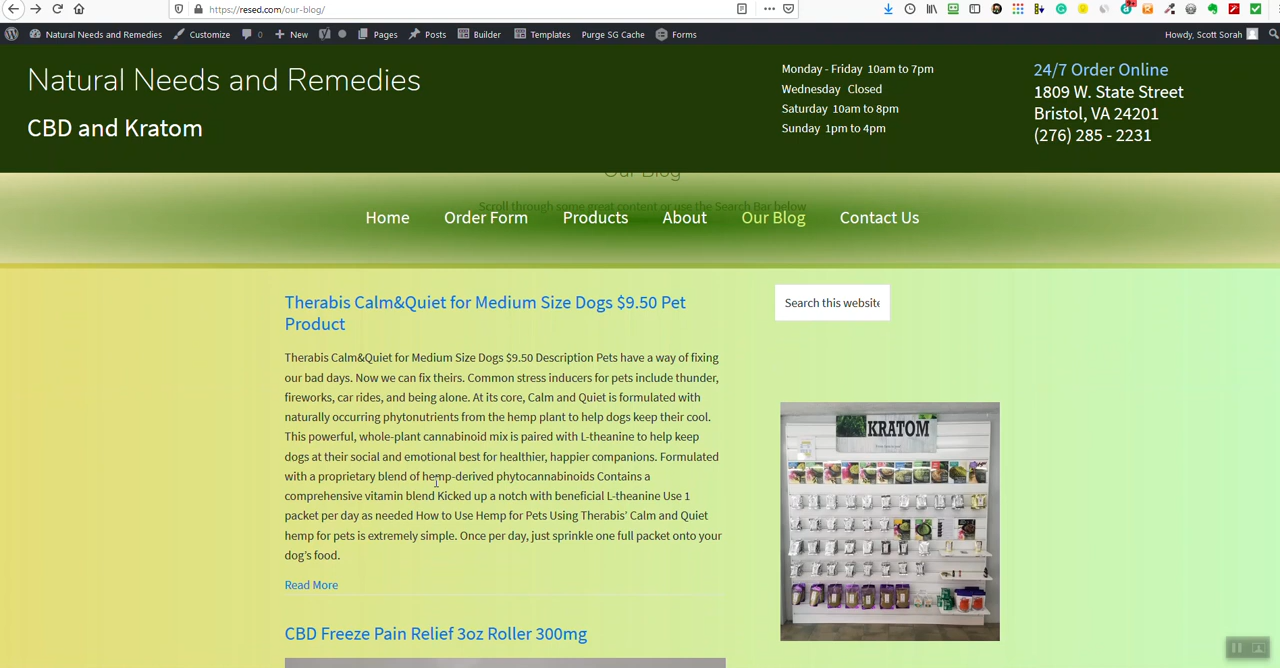 https://resed.com/our-blog/
Natural Needs and Remedies Customize 0 New Pages Posts Builder Templates Purge SG Cache Forms Howdy, Scott Sorah
Natural Needs and Remedies
CBD and Kratom
Monday - Friday 10am to 7pm
Wednesday Closed
Saturday 10am to 8pm
Sunday 1pm to 4pm
24/7 Order Online
1809 W. State Street
Bristol, VA 24201
(276) 285 - 2231
Our Blog
Scroll through some great content or use the Search Bar below
Home Order Form Products About Our Blog Contact Us
Therabis Calm&Quiet for Medium Size Dogs $9.50 Pet
Product
Therabis Calm&Quiet for Medium Size Dogs $9.50 Description Pets have a way of fixing
our bad days. Now we can fix theirs. Common stress inducers for pets include thunder,
fireworks, car rides, and being alone. At its core, Calm and Quiet is formulated with
naturally occurring phytonutrients from the hemp plant to help dogs keep their cool.
This powerful, whole-plant cannabinoid mix is paired with L-theanine to help keep
dogs at their social and emotional best for healthier, happier companions. Formulated
with a proprietary blend of hemp-derived phytocannabinoids Contains a
comprehensive vitamin blend Kicked up a notch with beneficial L-theanine Use 1
packet per day as needed How to Use Hemp for Pets Using Therabis' Calm and Quiet
hemp for pets is extremely simple. Once per day, just sprinkle one full packet onto your
dog's food.
Read More
CBD Freeze Pain Relief 3oz Roller 300mg
Search this website
KRATOM